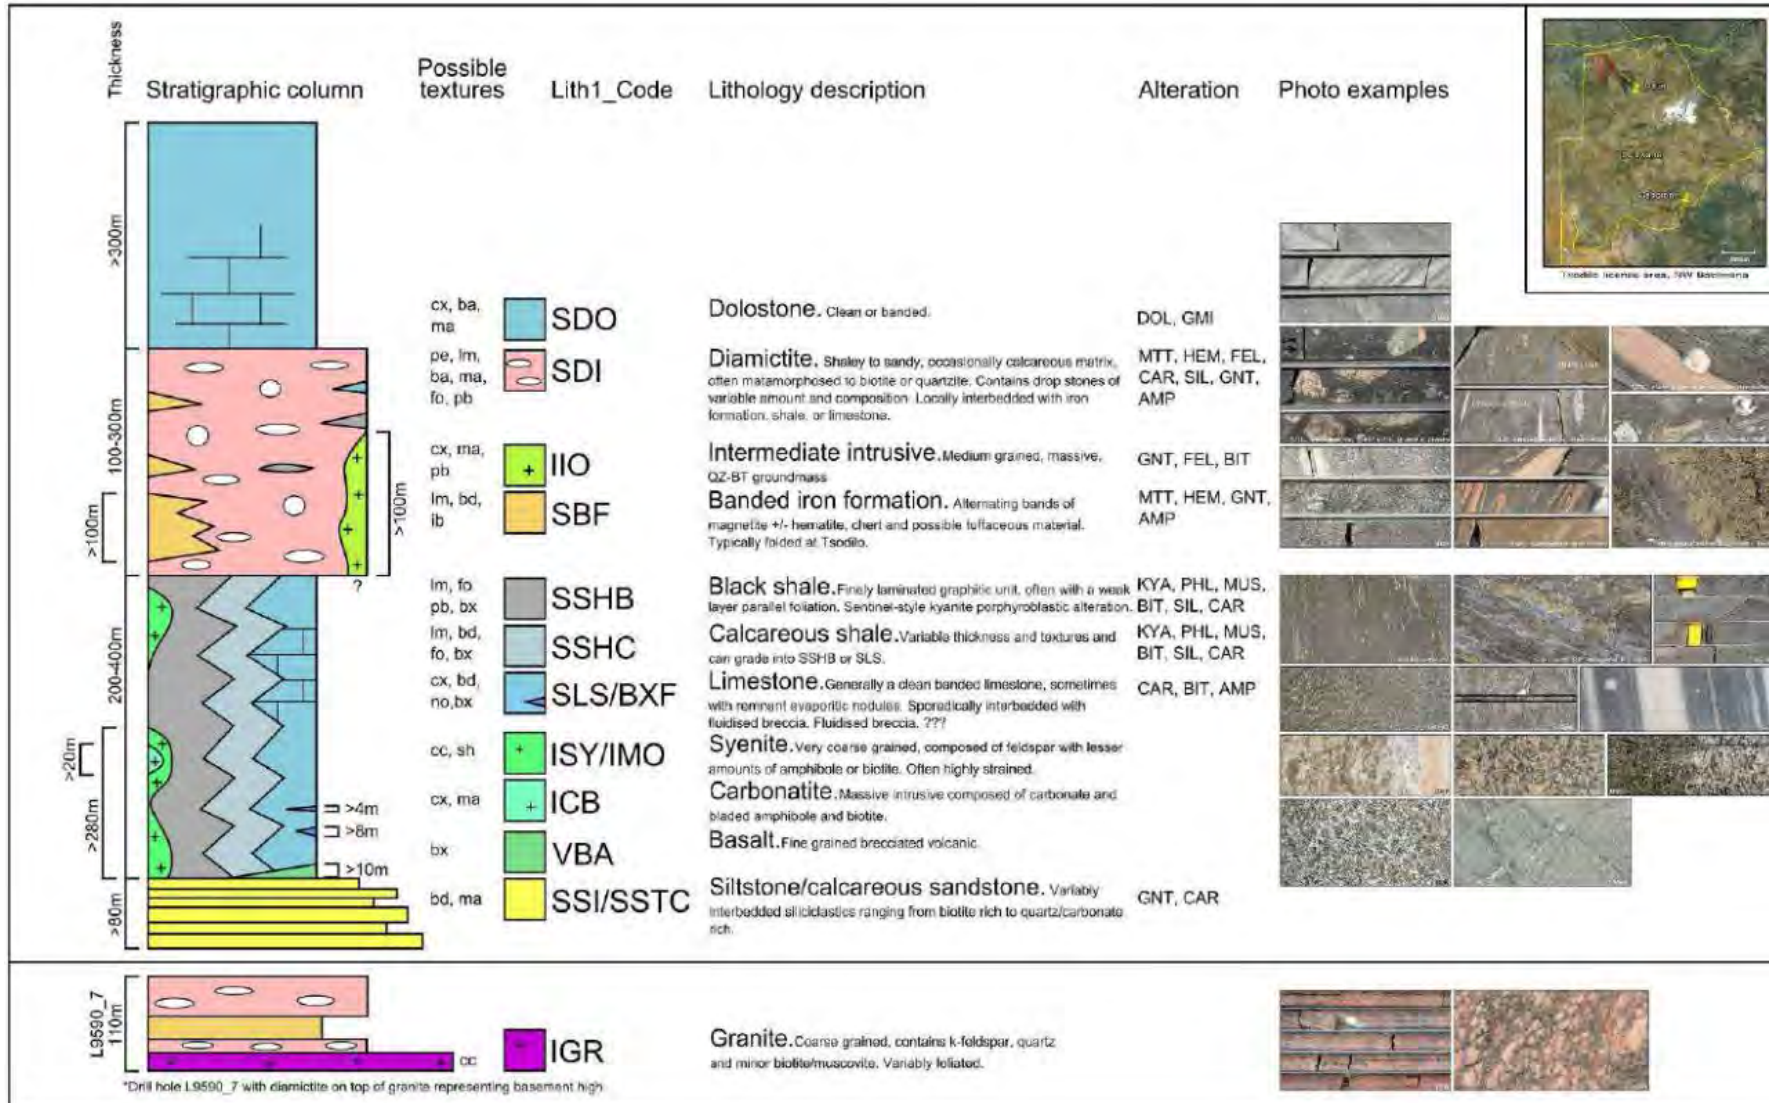 Thickness
Stratigraphic column
Possible
textures
Lith1_Code
Lithology description
Alteration
Photo examples
>300m
cx, ba,
ma
SDO
Dolostone. Clean or banded.
DOL, GMI
100-300m
>100m
>100m
?
pe, lm,
ba, ma,
fo, pb
SDI
Diamictite. Shaley to sandy, occasionally calcareous matrix,
often matamorphosed to biotite or quartzite. Contains drop stones of
variable amount and composition. Locally interbedded with iron
formation, shale, or limestone.
MTT, HEM, FEL,
CAR, SIL, GNT,
AMP
cx, ma,
pb
IIO
Intermediate intrusive. Medium grained, massive,
QZ-BT groundmass
GNT, FEL, BIT
lm, bd,
ib
SBF
Banded iron formation. Alternating bands of
magnetite +/- hematite, chert and possible tuffaceous material.
Typically folded at Tsodilo.
MTT, HEM, GNT,
AMP
200-400m
>20m
>280m
>4m
>8m
>10m
lm, fo
pb, bx
SSHB
Black shale. Finely laminated graphitic unit, often with a weak
layer parallel foliation. Sentinel-style kyanite porphyroblastic alteration.
KYA, PHL, MUS,
BIT, SIL, CAR
lm, bd,
fo, bx
SSHC
Calcareous shale. Variable thickness and textures and
can grade into SSHB or SLS.
KYA, PHL, MUS,
BIT, SIL, CAR
cx, bd,
no,bx
SLS/BXF
Limestone. Generally a clean banded limestone, sometimes
with remnent evaporitic nodules. Sporadically interbedded with
fluidised breccia. Fluidised breccia. ???
CAR, BIT, AMP
cc, sh
ISY/IMO
Syenite. Very coarse grained, composed of feldspar with lesser
amounts of amphibole or biotite. Often highly strained.
cx, ma
ICB
Carbonatite. Massive intrusive composed of carbonate and
bladed amphibole and biotite.
bx
VBA
Basalt. Fine grained brecciated volcanic.
>80m
bd, ma
SSI/SSTC
Siltstone/calcareous sandstone. Variably
interbedded siliciclastics ranging from biotite rich to quartz/carbonate
rich.
GNT, CAR
L9590_7
110m
cc
IGR
Granite. Coarse grained, contains k-feldspar, quartz
and minor biotite/muscovite. Variably foliated.
*Drill hole L9590_7 with diamictite on top of granite representing basement high
Tsodilo license area, NW Botswana